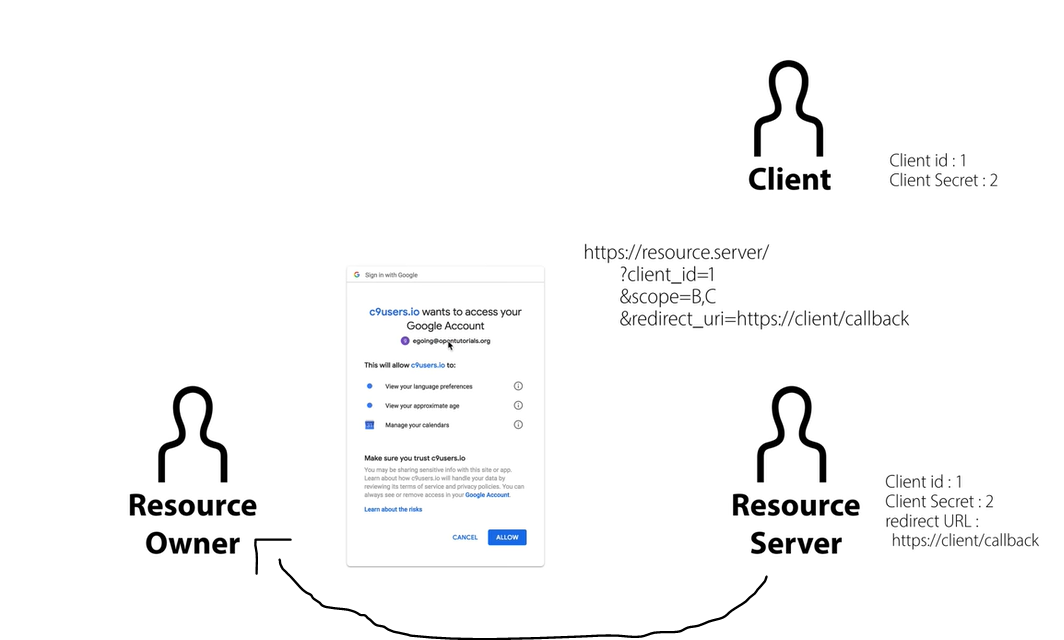 Client
Client id : 1
Client Secret : 2
https://resource.server/
?client_id=1
&scope=B,C
&redirect_uri=https://client/callback
Sign in with Google
c9users.io wants to access your
Google Account
egoing@opentutorials.org
This will allow c9users.io to:
View your language preferences
View your approximate age
Manage your calendars
Make sure you trust c9users.io
You may be sharing sensitive info with this site or app.
Learn about how c9users.io will handle your data by
reviewing its terms of service and privacy policies. You can
always see or remove access in your Google Account.
Learn about the risks
CANCEL
ALLOW
Resource
Owner
Resource
Server
Client id : 1
Client Secret : 2
redirect URL :
https://client/callback